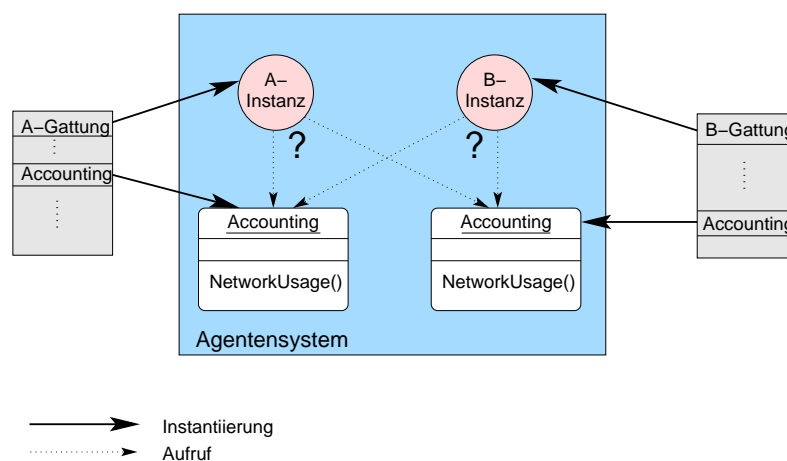 A–
Instanz
B–
Instanz
?
?
A–Gattung
Accounting
B–Gattung
Accounting
Accounting
NetworkUsage()
Accounting
NetworkUsage()
Agentensystem
Instantiierung
Aufruf